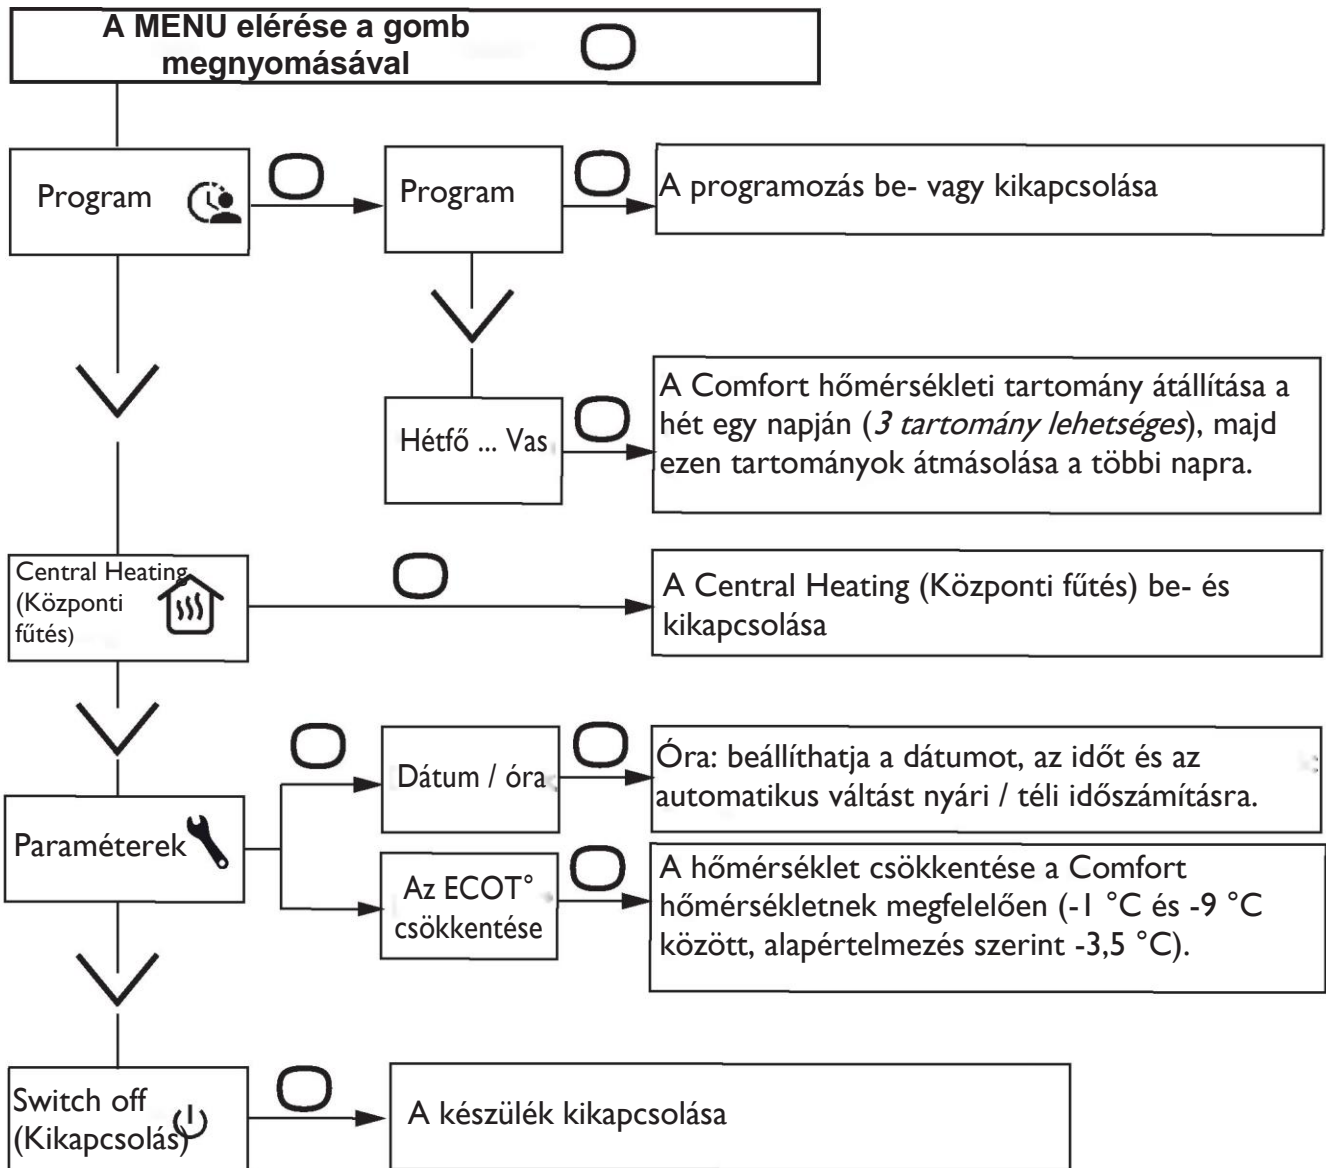 A MENU elérése a gomb
megnyomásával
Program
Program
A programozás be- vagy kikapcsolása
Hétfő ... Vas
A Comfort hőmérsékleti tartomány átállítása a
hét egy napján (3 tartomány lehetséges), majd
ezen tartományok átmásolása a többi napra.
Central Heating
(Központi
fűtés)
A Central Heating (Központi fűtés) be- és
kikapcsolása
Paraméterek
Dátum / óra
Óra: beállíthatja a dátumot, az időt és az
automatikus váltást nyári / téli időszámításra.
Az ECOT°
csökkentése
A hőmérséklet csökkentése a Comfort
hőmérsékletnek megfelelően (-1 °C és -9 °C
között, alapértelmezés szerint -3,5 °C).
Switch off
(Kikapcsolás)
A készülék kikapcsolása